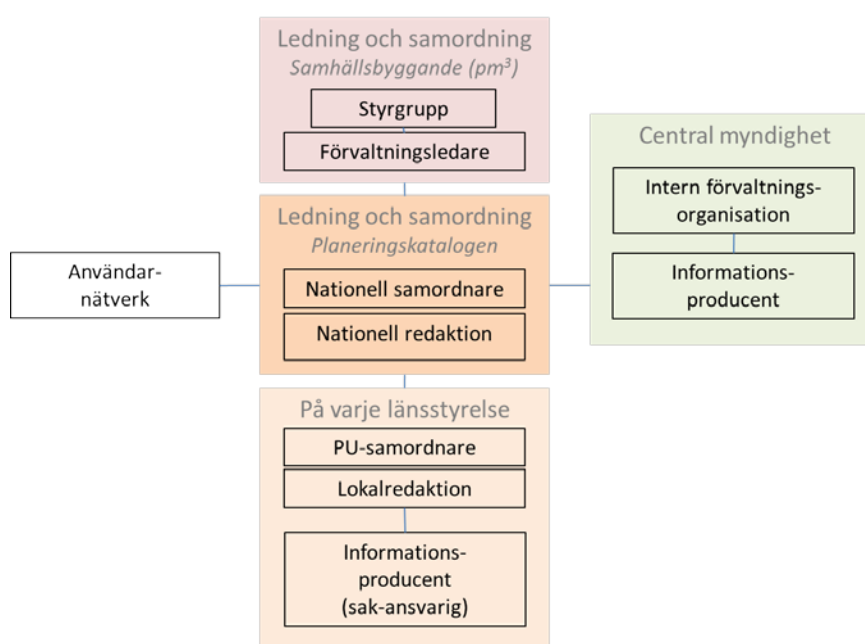 Ledning och samordning
Samhällsbyggande (pm³)
Styrgrupp
Förvaltningsledare
Central myndighet
Intern förvaltnings-
organisation
Informations-
producent
Ledning och samordning
Planeringskatalogen
Nationell samordnare
Nationell redaktion
Användar-
nätverk
På varje länsstyrelse
PU-samordnare
Lokalredaktion
Informations-
producent
(sak-ansvarig)